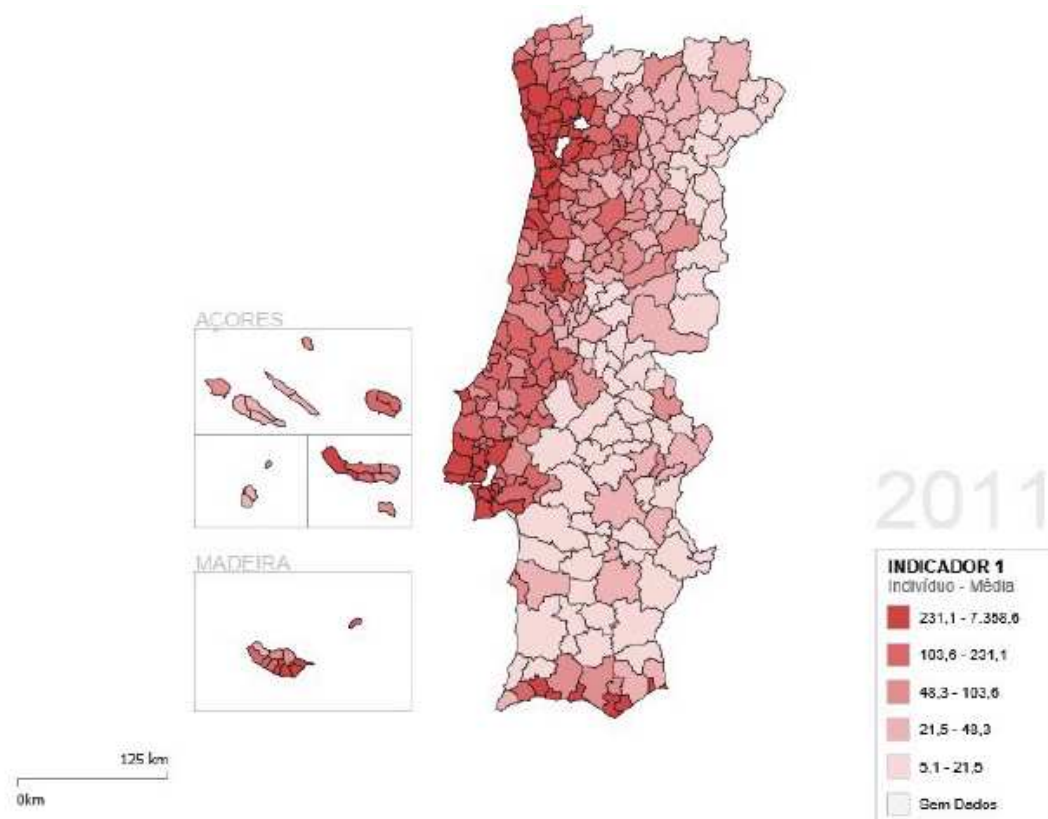 AÇORES
MADEIRA
125 km
0km
2011
INDICADOR 1
Indivíduo - Média
231,1 - 7.358,6
103,6 - 231,1
48,3 - 103,6
21,5 - 48,3
5,1 - 21,5
Sem Dados